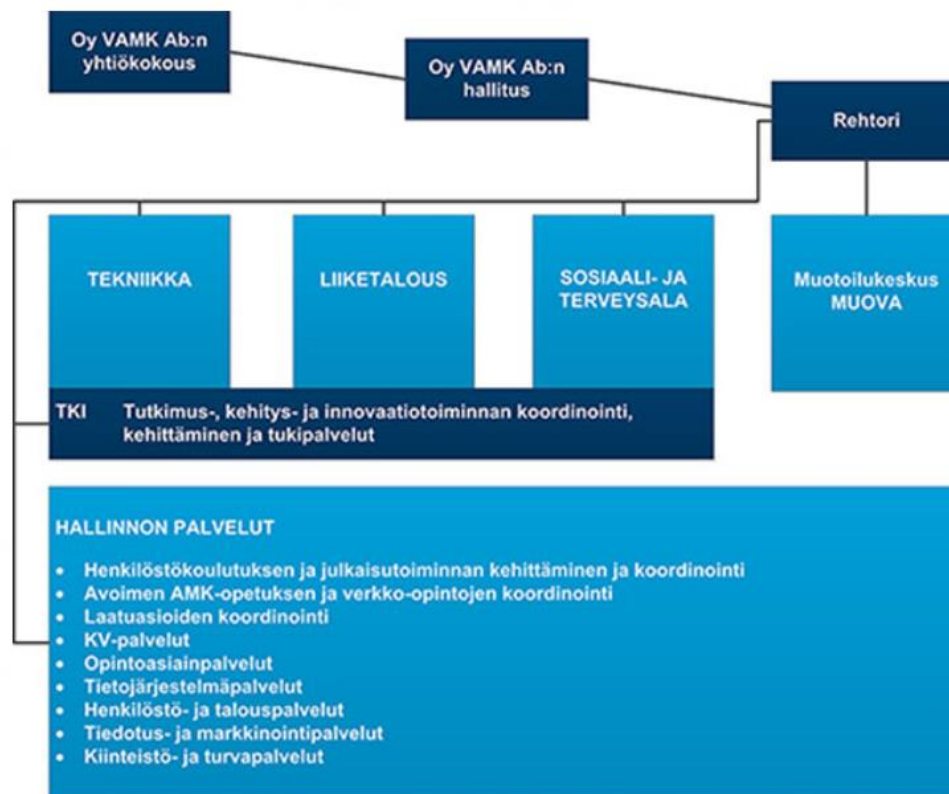 Oy VAMK Ab:n
yhtiökokous
Oy VAMK Ab:n
hallitus
Rehtori
TEKNIIKKA
LIIKETALOUS
SOSIAALI- JA
TERVEYSALA
Muotoilukeskus
MUOVA
TKI Tutkimus-, kehitys- ja innovaatiotoiminnan koordinointi,
kehittäminen ja tukipalvelut
HALLINNON PALVELUT
• Henkilöstökoulutuksen ja julkaisutoiminnan kehittäminen ja koordinointi
• Avoimen AMK-opetuksen ja verkko-opintojen koordinointi
• Laatuasioiden koordinointi
• KV-palvelut
• Opintoasiainpalvelut
• Tietojärjestelmäpalvelut
• Henkilöstö- ja talouspalvelut
• Tiedotus- ja markkinointipalvelut
• Kiinteistö- ja turvapalvelut